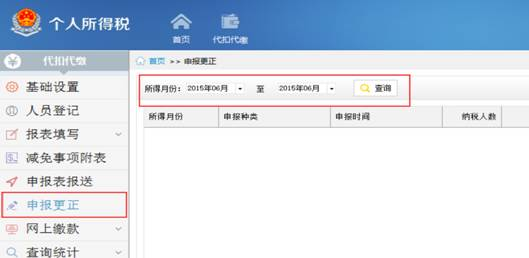 个人所得税
首页 代扣代缴
代扣代缴
首页 >> 申报更正
基础设置
人员登记
报表填写
减免事项附表
申报表报送
申报更正
网上缴款
查询统计
所得月份： 2015年06月 至 2015年06月 查询
所得月份 申报种类 申报时间 纳税人数